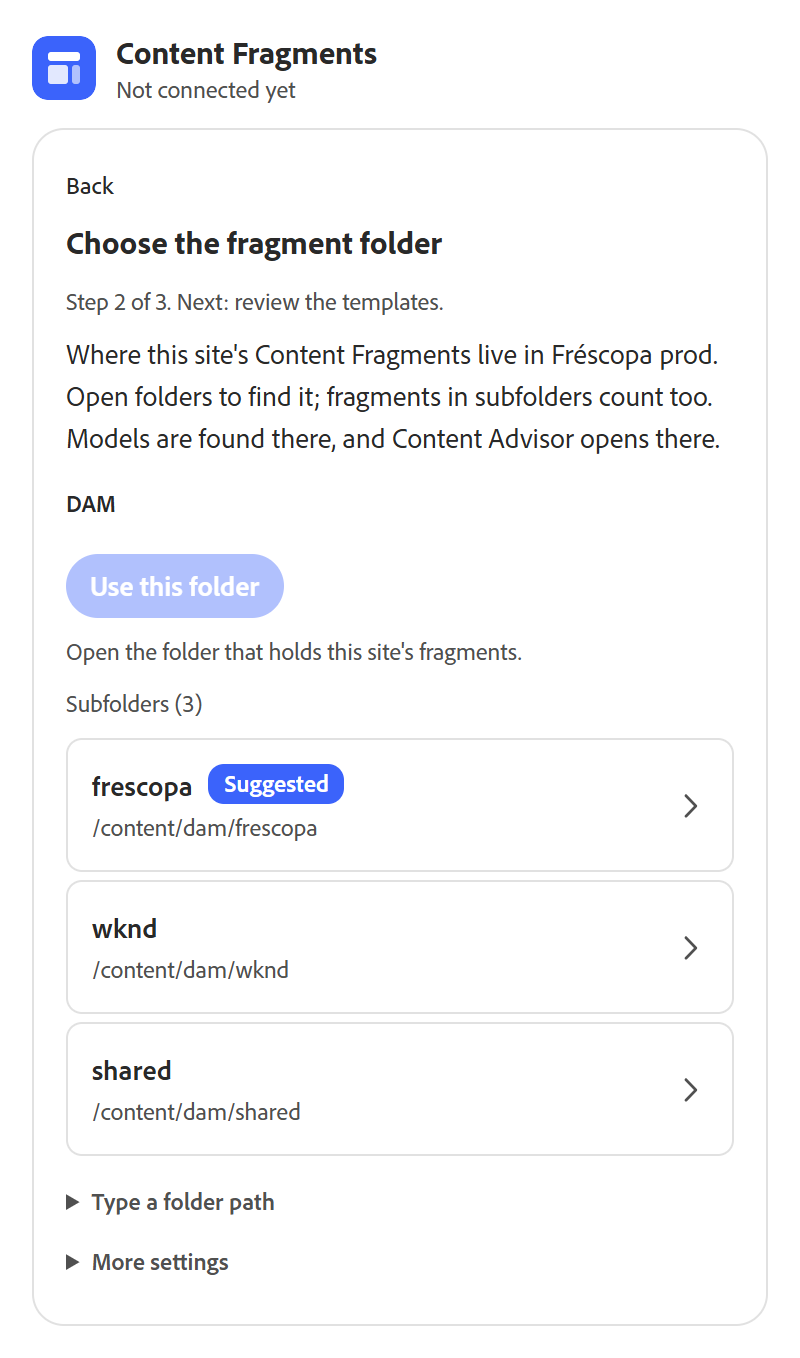 Content Fragments
Not connected yet
Back
Choose the fragment folder
Step 2 of 3. Next: review the templates.
Where this site's Content Fragments live in Fréscopa prod.
Open folders to find it; fragments in subfolders count too.
Models are found there, and Content Advisor opens there.
DAM
Use this folder
Open the folder that holds this site's fragments.
Subfolders (3)
frescopa Suggested
/content/dam/frescopa
wknd
/content/dam/wknd
shared
/content/dam/shared
Type a folder path
More settings